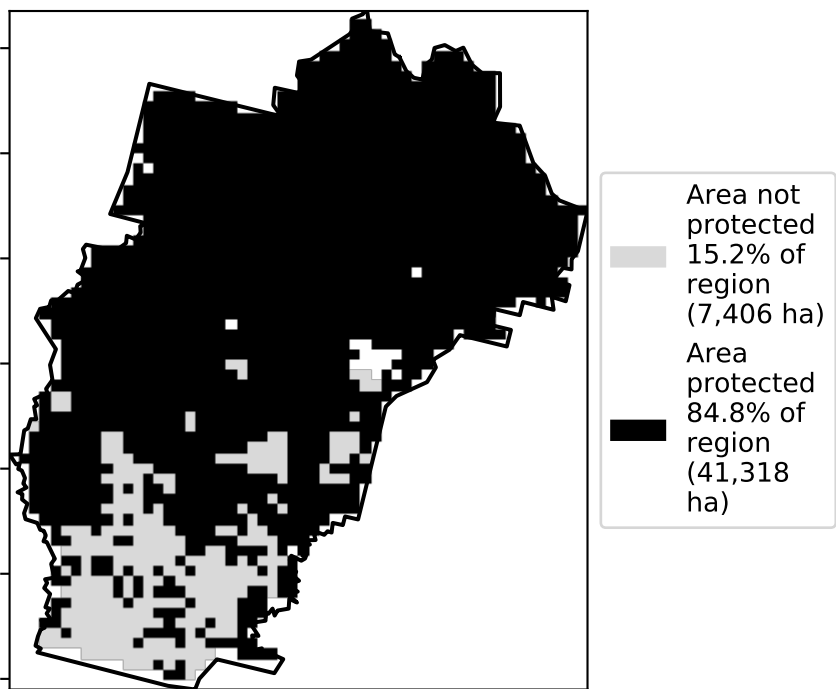 Area not
protected
15.2% of
region
(7,406 ha)
Area
protected
84.8% of
region
(41,318
ha)